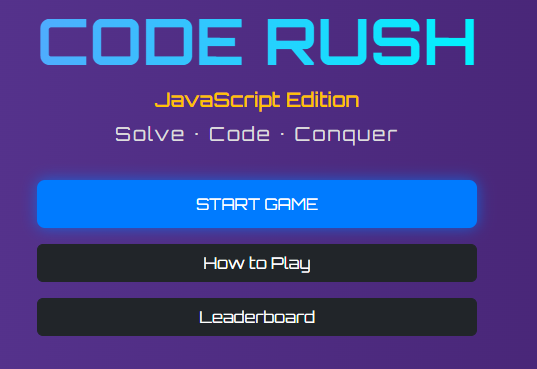 CODE RUSH
JavaScript Edition
Solve · Code · Conquer
START GAME
How to Play
Leaderboard